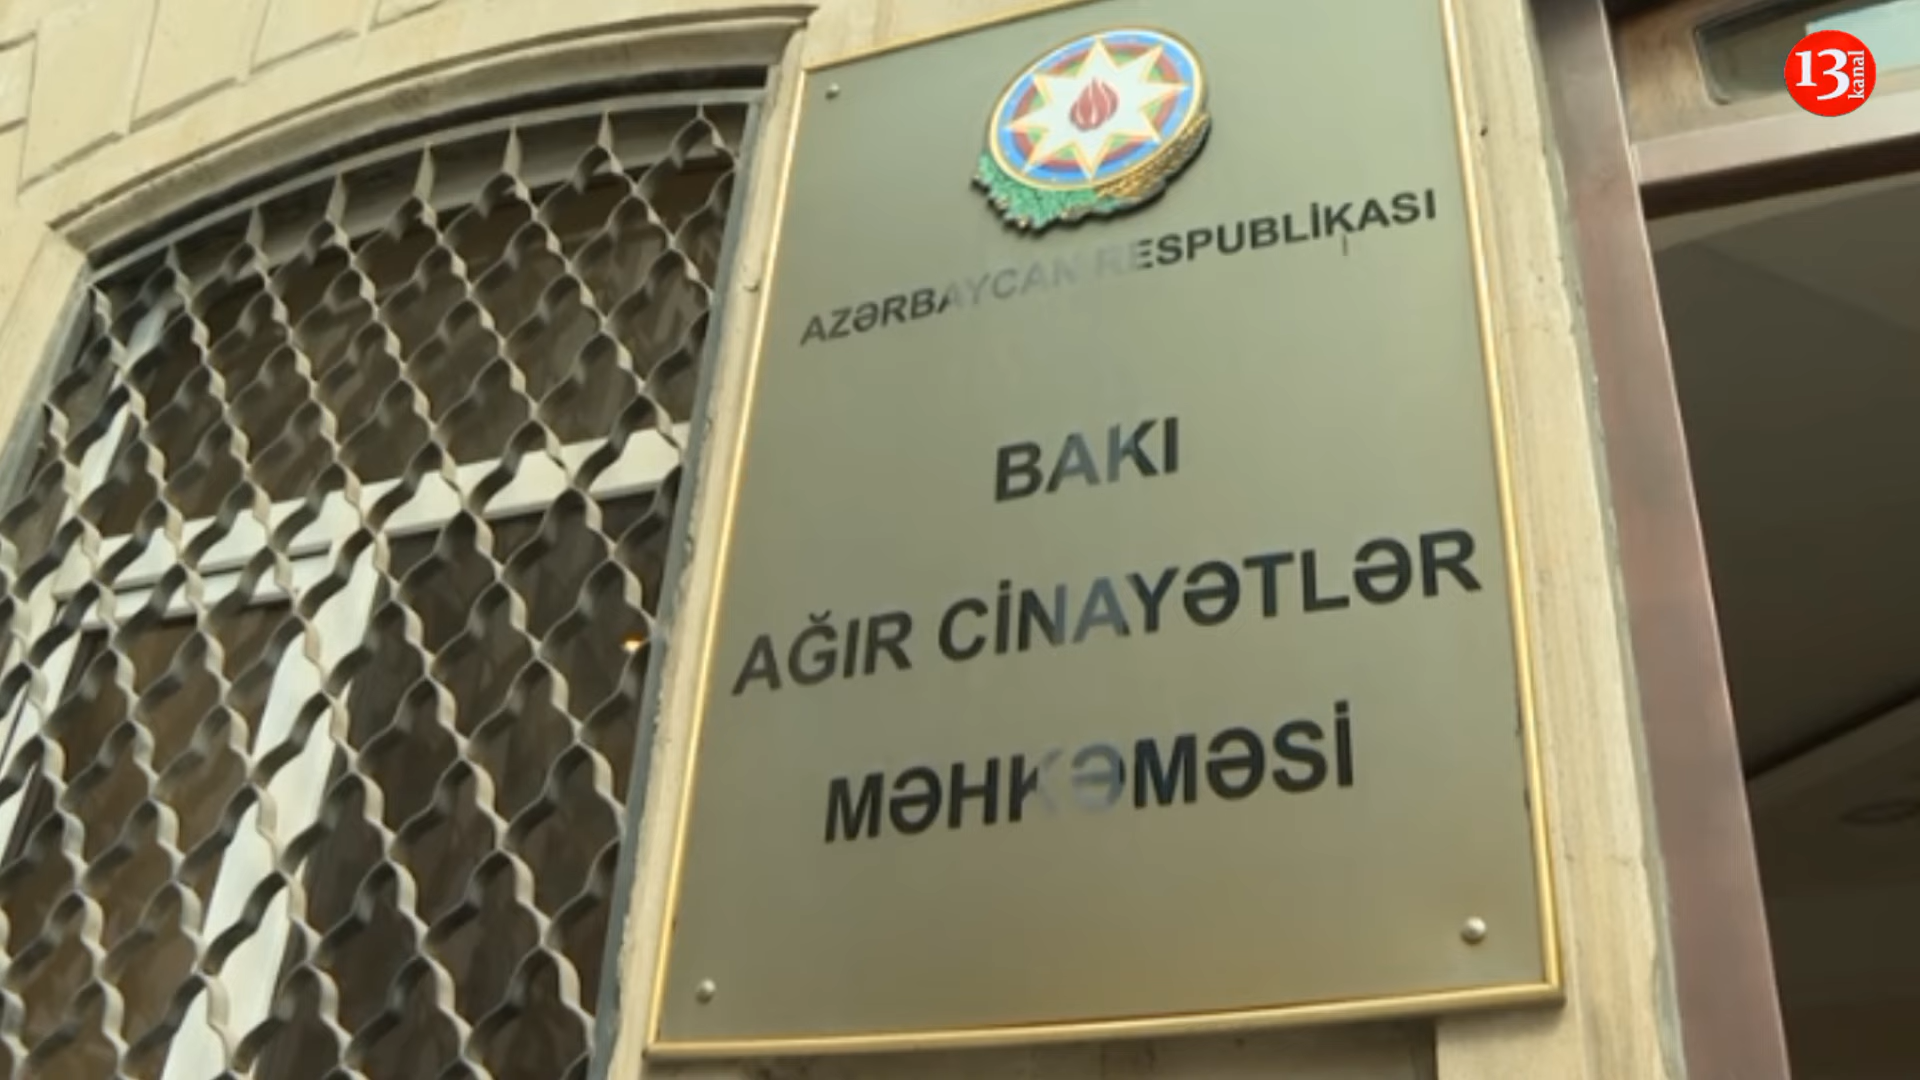 13 kanal
AZƏRBAYCAN RESPUBLİKASI
BAKI
AĞIR CİNAYƏTLƏR
MƏHKƏMƏSİ